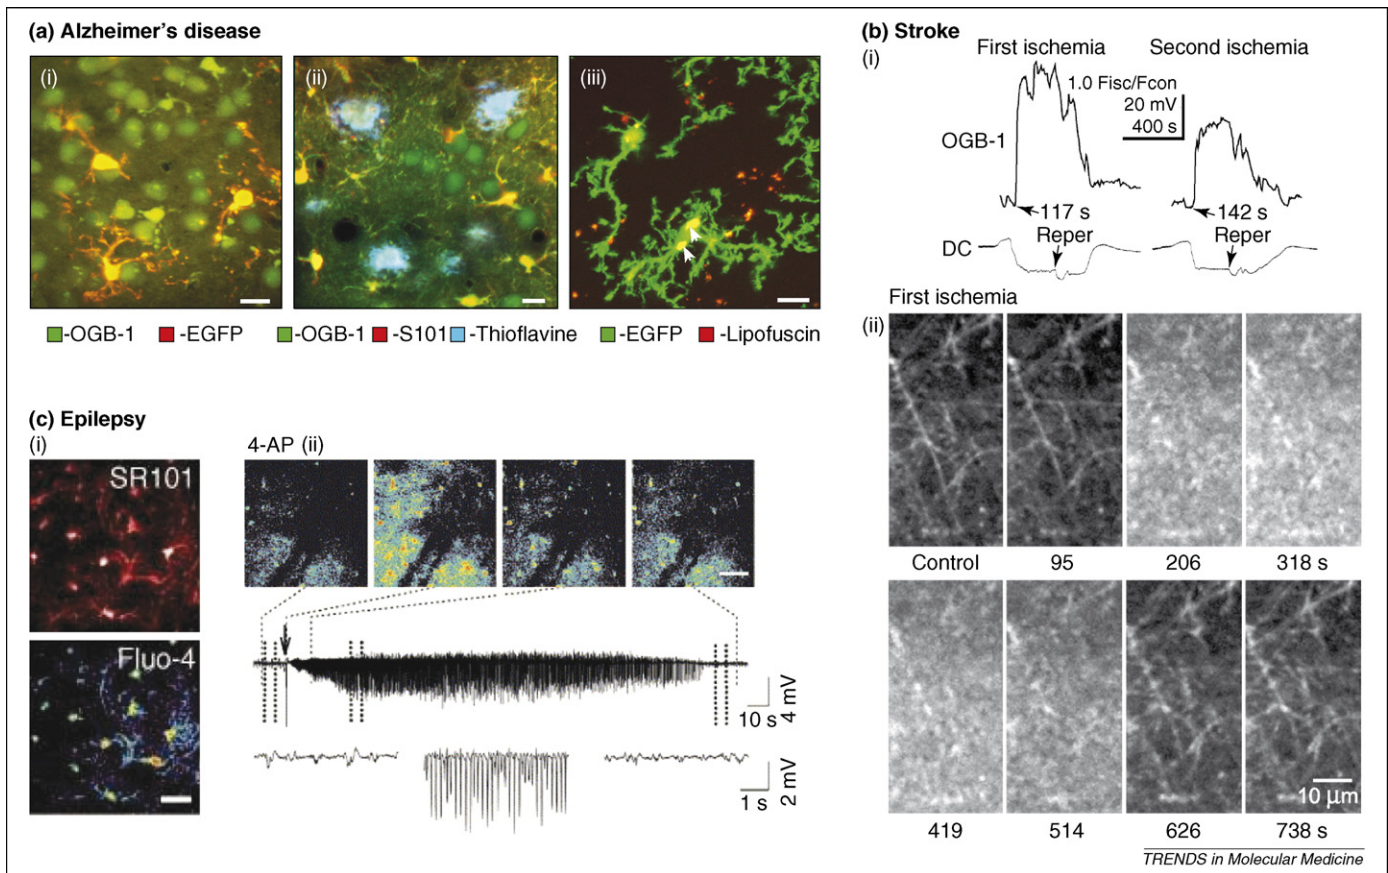 (a) Alzheimer's disease
(i)
(ii)
(iii)
-OGB-1 -EGFP
-OGB-1 -S101 -Thioflavine
-EGFP -Lipofuscin
(b) Stroke
(i)
First ischemia Second ischemia
1.0 Fisc/Fcon
20 mV
400 s
OGB-1
117 s 142 s
Reper Reper
DC
First ischemia
(ii)
Control 95 206 318 s
10 µm
419 514 626 738 s
(c) Epilepsy
(i)
SR101
Fluo-4
4-AP (ii)
10 s
4 mV
1 s
2 mV
TRENDS in Molecular Medicine